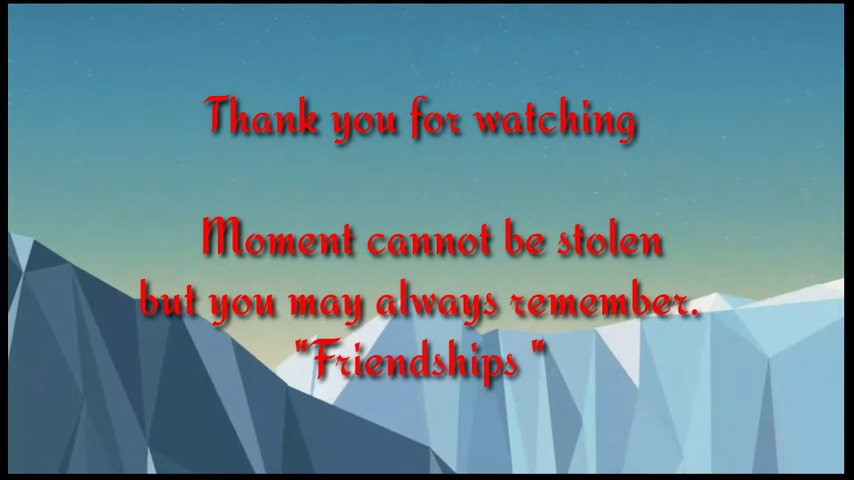 Thank you for watching
Moment cannot be stolen
but you may always remember.
"Friendships "